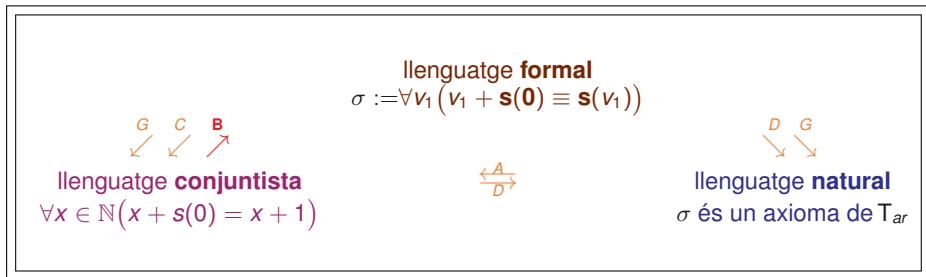 llenguatge formal
σ :=∀v₁(v₁ + s(0) ≡ s(v₁))
G C B D G
llenguatge conjuntista A llenguatge natural
D
∀x ∈ ℕ(x + s(0) = x + 1) σ és un axioma de T_ar